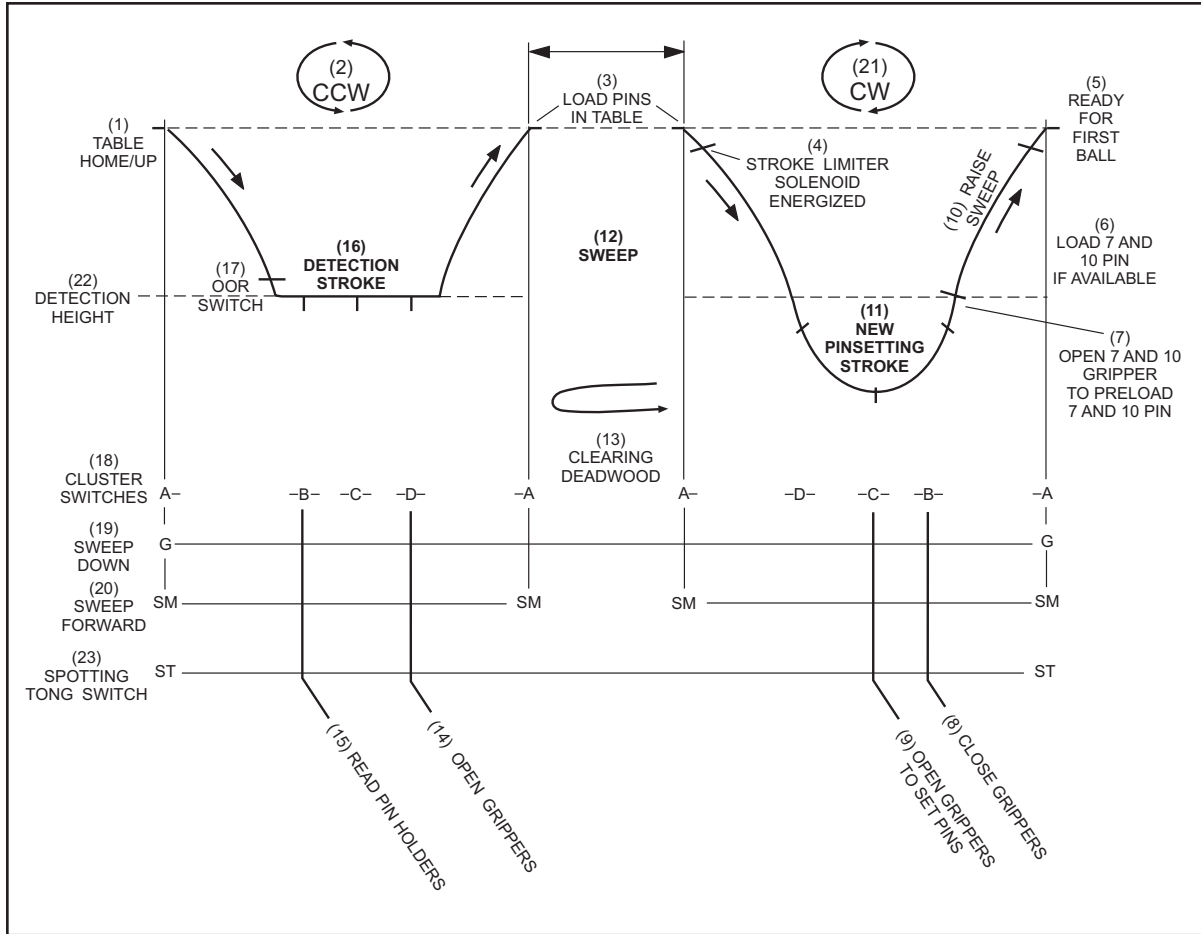 (2)
CCW
(3)
LOAD PINS
IN TABLE
(21)
CW
(5)
READY
FOR
FIRST
BALL
(1)
TABLE
HOME/UP
(4)
STROKE LIMITER
SOLENOID
ENERGIZED
(10) RAISE
SWEEP
(16)
DETECTION
STROKE
(12)
SWEEP
(6)
LOAD 7 AND
10 PIN
IF AVAILABLE
(17)
OOR
SWITCH
(22)
DETECTION
HEIGHT
(11)
NEW
PINSETTING
STROKE
(7)
OPEN 7 AND 10
GRIPPER
TO PRELOAD
7 AND 10 PIN
(13)
CLEARING
DEADWOOD
(18)
CLUSTER
SWITCHES
A– –B– –C– –D– –A A– –D– –C– –B– –A
(19)
SWEEP
DOWN
G G
(20)
SWEEP
FORWARD
SM SM SM SM
(23)
SPOTTING
TONG SWITCH
ST ST
(15) READ PIN HOLDERS
(14) OPEN GRIPPERS
(9) OPEN GRIPPERS
TO SET PINS
(8) CLOSE GRIPPERS